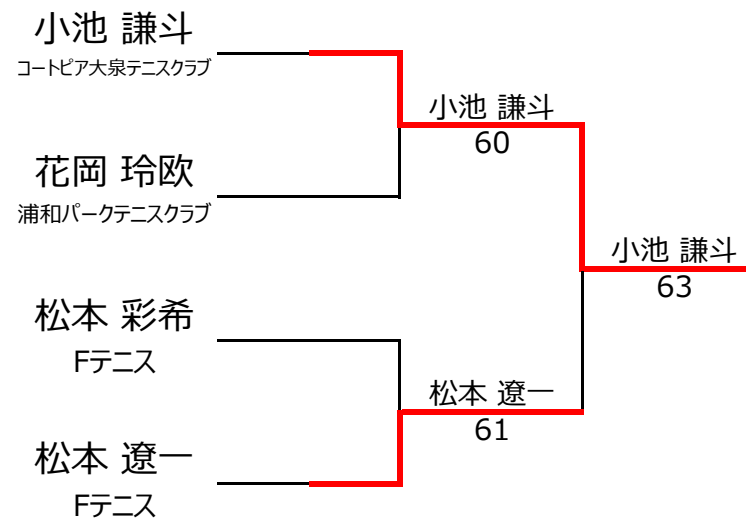 小池 謙斗
コートピア大泉テニスクラブ
花岡 玲欧
浦和パークテニスクラブ
松本 彩希
Fテニス
松本 遼一
Fテニス
小池 謙斗
60
松本 遼一
61
小池 謙斗
63